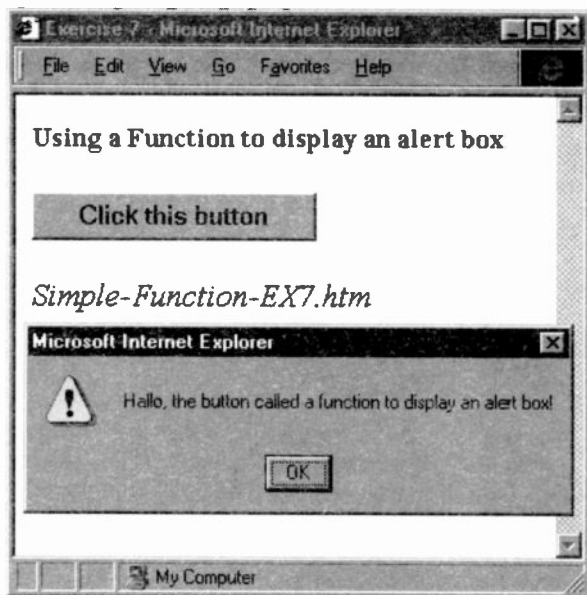 Exercise 7 - Microsoft Internet Explorer
File Edit View Go Favorites Help
Using a Function to display an alert box
Click this button
Simple-Function-EX7.htm
Microsoft Internet Explorer
Hallo, the button called a function to display an alert box!
OK
My Computer